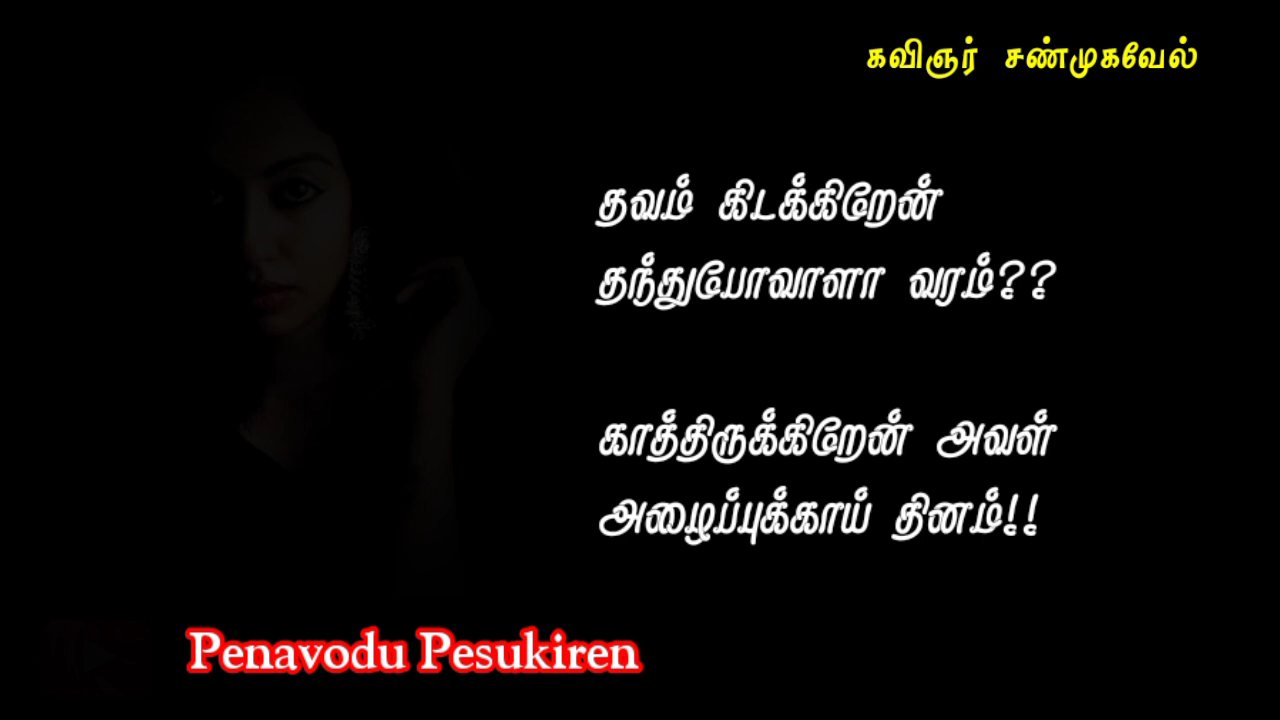 கவிஞர் சண்முகவேல்
தவம் கிடக்கிறேன்
தந்துபோவாளா வரம்??
காத்திருக்கிறேன் அவள்
அழைப்புக்காய் தினம்!!
Penavodu Pesukiren